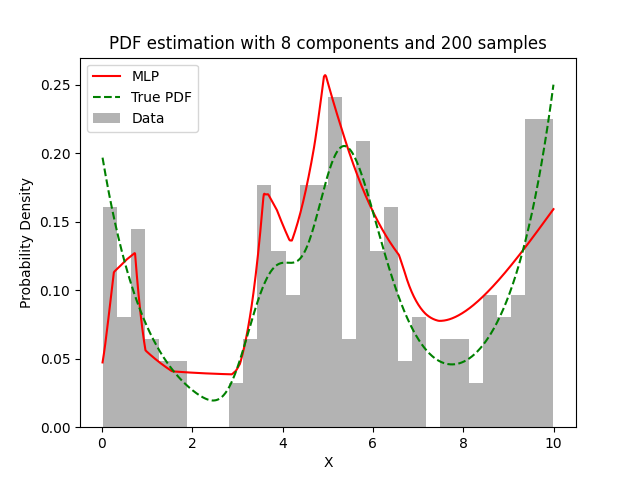 PDF estimation with 8 components and 200 samples
MLP
True PDF
Data
Probability Density
0.25
0.20
0.15
0.10
0.05
0.00
0 2 4 6 8 10
X